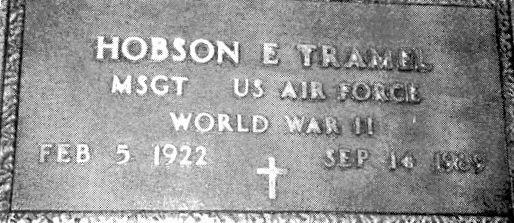 HOBSON E TRAMEL
MSGT US AIR FORCE
WORLD WAR II
FEB 5 1922 SEP 14